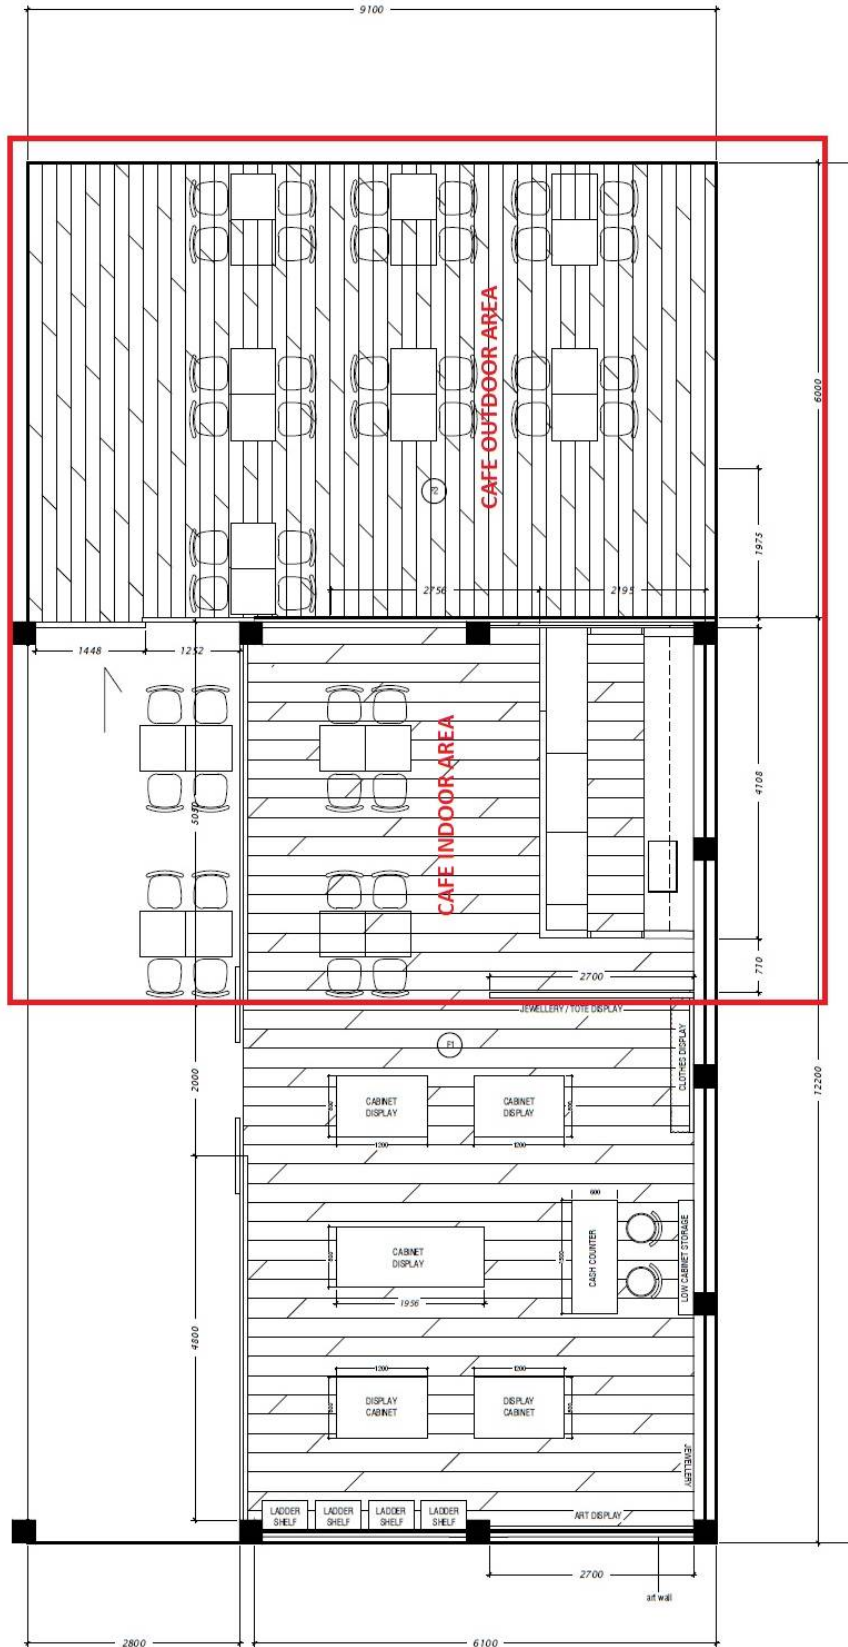 9100
CAFE OUTDOOR AREA
6000
F2
1975
2756
2195
1448
1252
5050
CAFE INDOOR AREA
4108
710
2700
JEWELLERY / TOTE DISPLAY
F1
CLOTHES DISPLAY
2000
CABINET
DISPLAY
CABINET
DISPLAY
1200
1200
12200
600
CABINET
DISPLAY
CASH COUNTER
LOW CABINET STORAGE
1956
4800
1200
1200
DISPLAY
CABINET
DISPLAY
CABINET
JEWELLERY
LADDER
SHELF
LADDER
SHELF
LADDER
SHELF
LADDER
SHELF
ART DISPLAY
2700
art wall
2800
6100